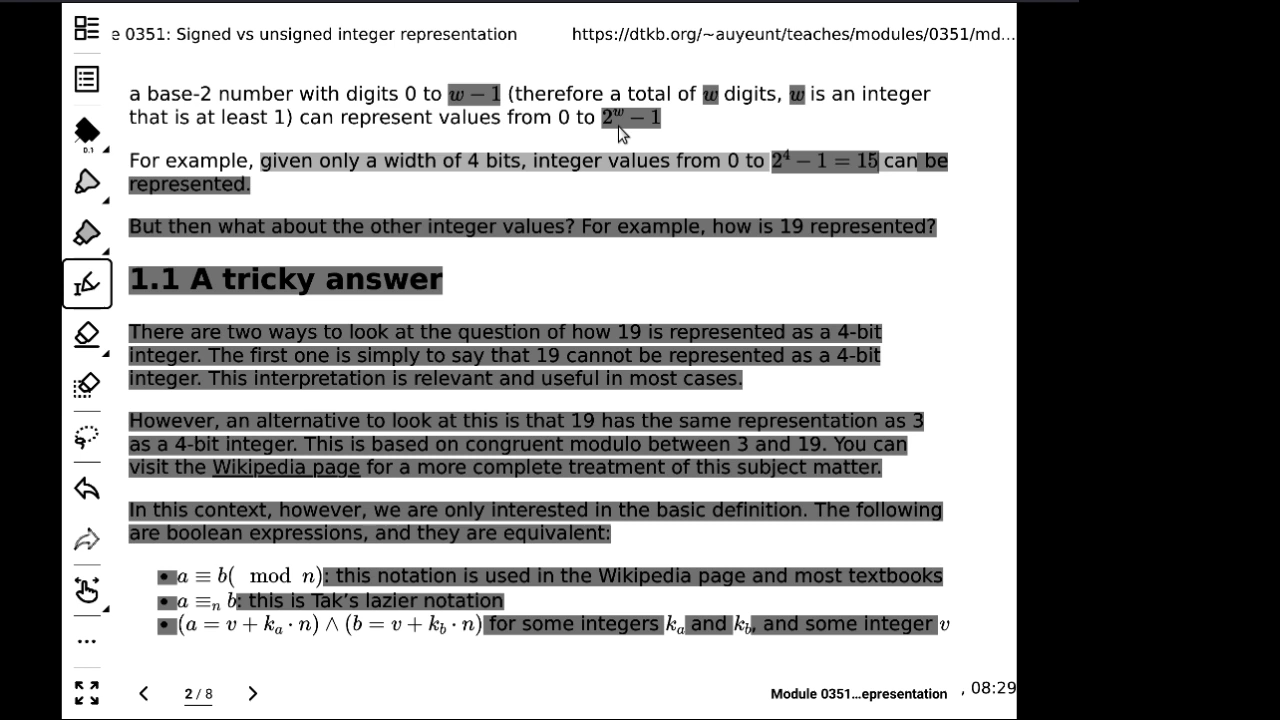 e 0351: Signed vs unsigned integer representation https://dtkb.org/~auyeunt/teaches/modules/0351/md...
a base-2 number with digits 0 to w − 1 (therefore a total of w digits, w is an integer
that is at least 1) can represent values from 0 to 2^w − 1
For example, given only a width of 4 bits, integer values from 0 to 2^4 − 1 = 15 can be
represented.
But then what about the other integer values? For example, how is 19 represented?
1.1 A tricky answer
There are two ways to look at the question of how 19 is represented as a 4-bit
integer. The first one is simply to say that 19 cannot be represented as a 4-bit
integer. This interpretation is relevant and useful in most cases.
However, an alternative to look at this is that 19 has the same representation as 3
as a 4-bit integer. This is based on congruent modulo between 3 and 19. You can
visit the Wikipedia page for a more complete treatment of this subject matter.
In this context, however, we are only interested in the basic definition. The following
are boolean expressions, and they are equivalent:
• a ≡ b( mod n): this notation is used in the Wikipedia page and most textbooks
• a ≡_n b: this is Tak's lazier notation
• (a = v + k_a · n) ∧ (b = v + k_b · n) for some integers k_a and k_b, and some integer v
0.1
2 / 8
Module 0351...epresentation , 08:29